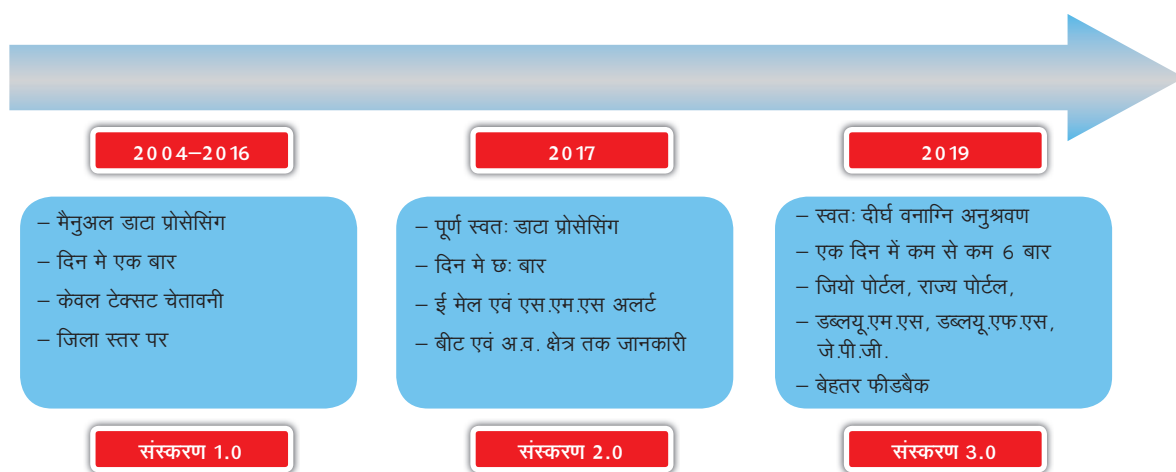 2004–2016
– मैनुअल डाटा प्रोसेसिंग
– दिन मे एक बार
– केवल टेक्सट चेतावनी
– जिला स्तर पर
संस्करण 1.0
2017
– पूर्ण स्वतः डाटा प्रोसेसिंग
– दिन मे छः बार
– ई मेल एवं एस.एम.एस अलर्ट
– बीट एवं अ.व. क्षेत्र तक जानकारी
संस्करण 2.0
2019
– स्वतः दीर्घ वनाग्नि अनुश्रवण
– एक दिन में कम से कम 6 बार
– जियो पोर्टल, राज्य पोर्टल,
– डब्लयू.एम.एस, डब्लयू.एफ.एस,
जे.पी.जी.
– बेहतर फीडबैक
संस्करण 3.0